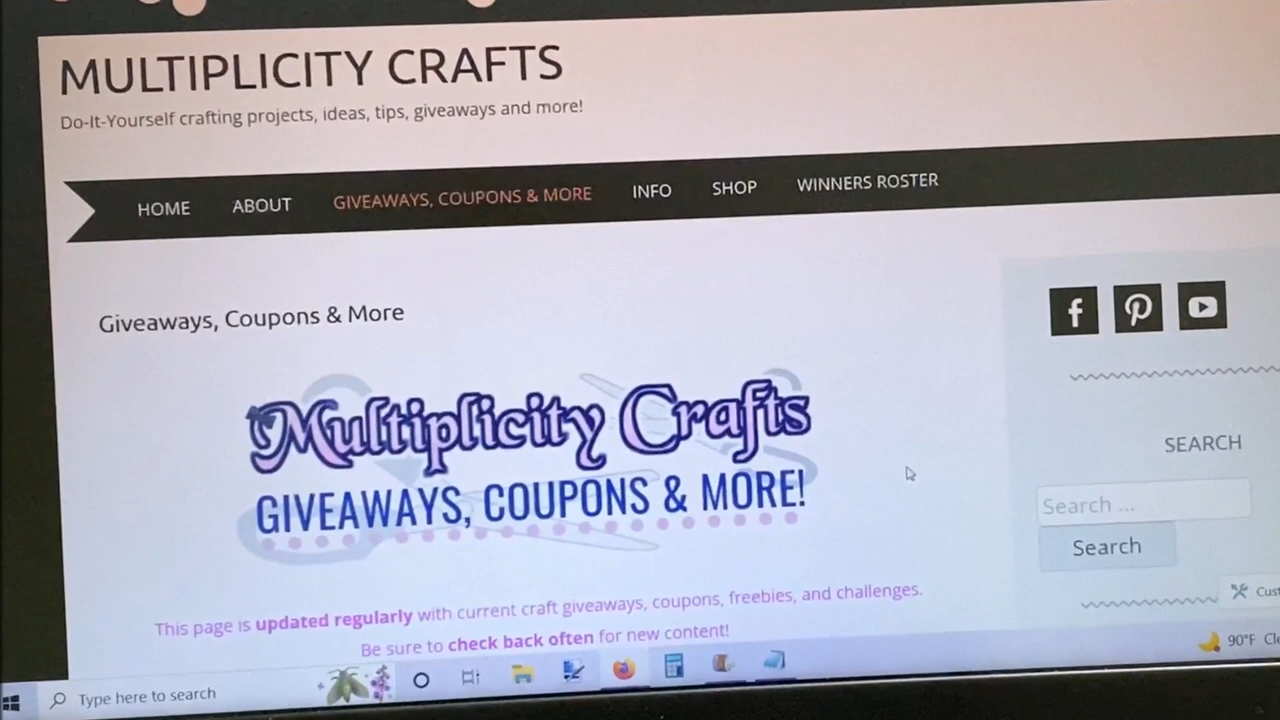 MULTIPLICITY CRAFTS
Do-It-Yourself crafting projects, ideas, tips, giveaways and more!
HOME ABOUT GIVEAWAYS, COUPONS & MORE INFO SHOP WINNERS ROSTER
Giveaways, Coupons & More
Multiplicity Crafts
GIVEAWAYS, COUPONS & MORE!
SEARCH
Search ...
Search
This page is updated regularly with current craft giveaways, coupons, freebies, and challenges.
Be sure to check back often for new content!
Type here to search
90°F